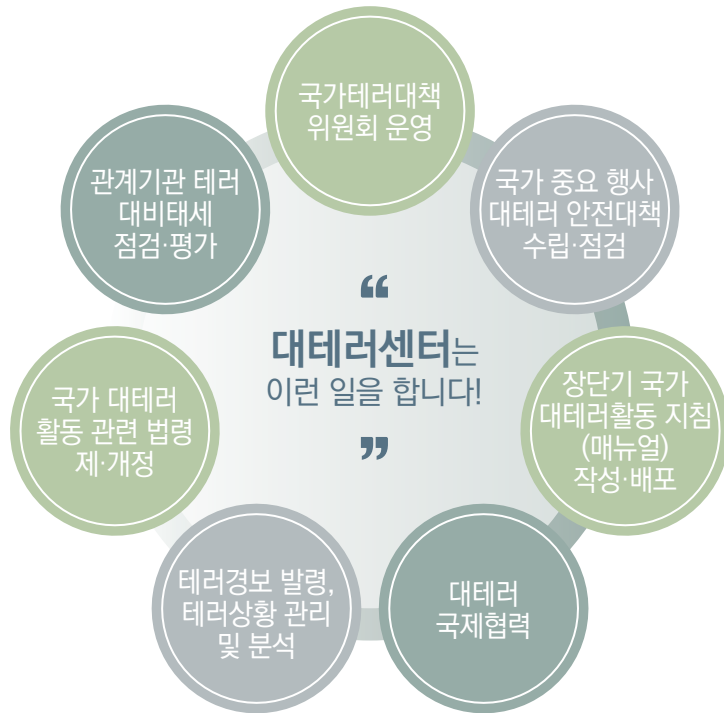 국가테러대책
위원회 운영
국가 중요 행사
대테러 안전대책
수립·점검
장단기 국가
대테러활동 지침
(매뉴얼)
작성·배포
대테러
국제협력
테러경보 발령,
테러상황 관리
및 분석
국가 대테러
활동 관련 법령
제·개정
관계기관 테러
대비태세
점검·평가
“
대테러센터는
이런 일을 합니다!
”